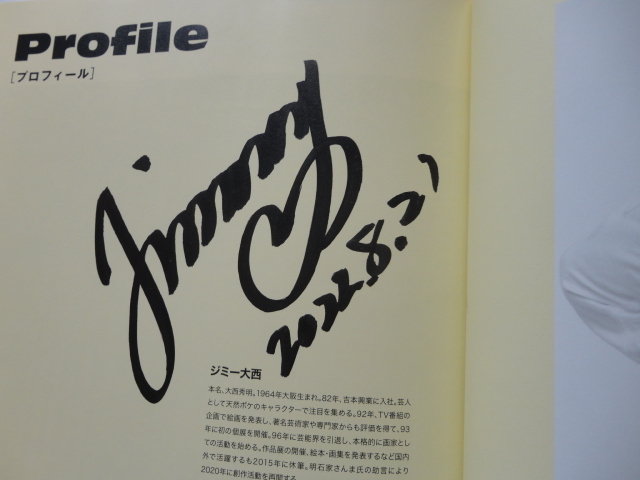 Profile
[プロフィール]
Jimmy
2022.8.21
ジミー大西
本名、大西秀明。1964年大阪生まれ。82年、吉本興業に入社。芸人
として天然ボケのキャラクターで注目を集める。92年、TV番組の
企画で絵画を発表し、著名芸術家や専門家からも評価を得て、93
年に初の個展を開催。96年に芸能界を引退し、本格的に画家とし
ての活動を始める。作品展の開催、絵本・画集を発表するなど国内
外で活躍するも2015年に休筆。明石家さんま氏の助言により
2020年に創作活動を再開する。